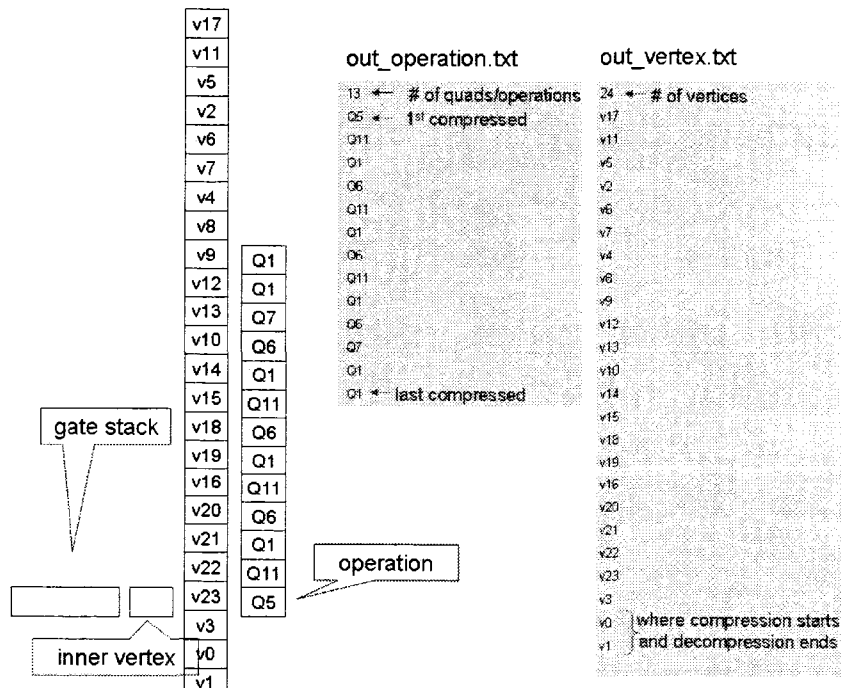 v17
v11
v5
v2
v6
v7
v4
v8
v9
v12
v13
v10
v14
v15
v18
v19
v16
v20
v21
v22
v23
v3
v0
v1
Q1
Q1
Q7
Q6
Q1
Q11
Q6
Q1
Q11
Q6
Q1
Q11
Q5
gate stack
inner vertex
operation
out_operation.txt
13 # of quads/operations
Q5 1st compressed
Q11
Q1
Q6
Q11
Q1
Q6
Q11
Q1
Q6
Q7
Q1
Q1 last compressed
out_vertex.txt
24 # of vertices
v17
v11
v5
v2
v6
v7
v4
v8
v9
v12
v13
v10
v14
v15
v18
v19
v16
v20
v21
v22
v23
v3
v0 where compression starts
v1 and decompression ends